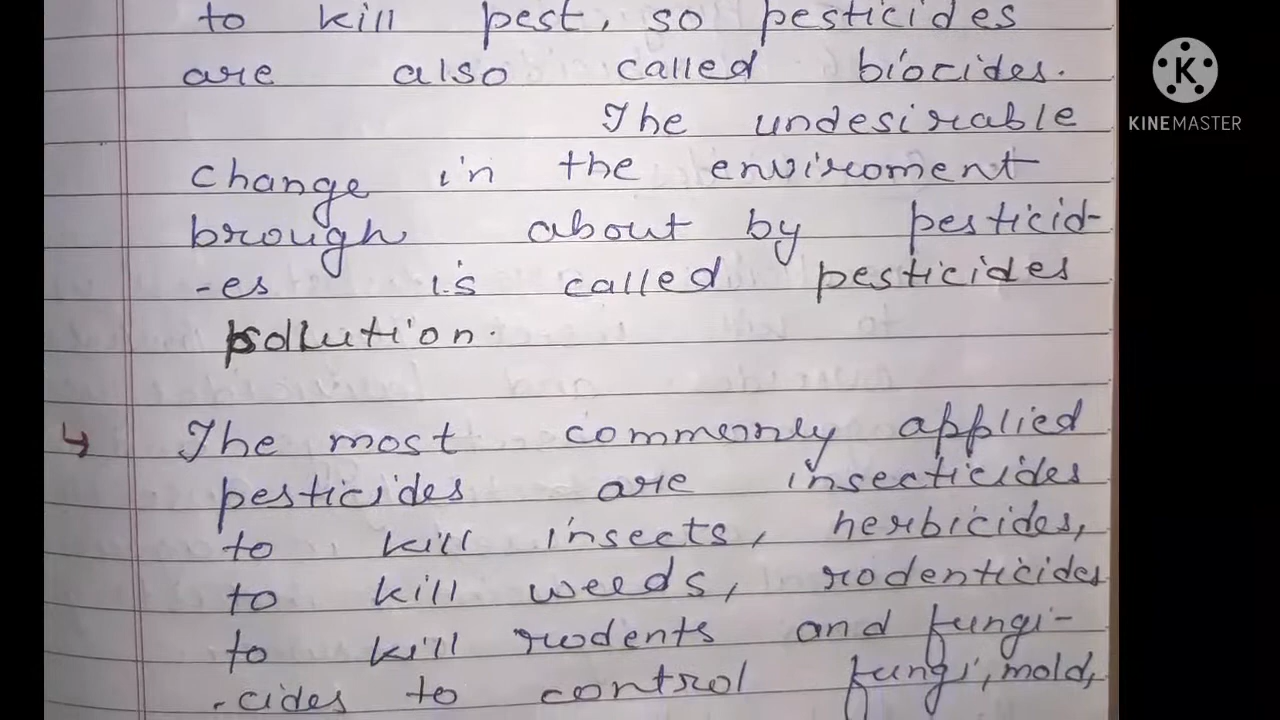 to kill pest, so pesticides
are also called biocides.
The undesirable
change in the enviroment
brough about by pesticid-
-es is called pesticides
pollution.
↳ The most commonly applied
pesticides are insecticides
to kill insects, herbicides,
to kill weeds, rodenticides
to kill rodents and fungi-
-cides to control fungi, mold,
KINEMASTER